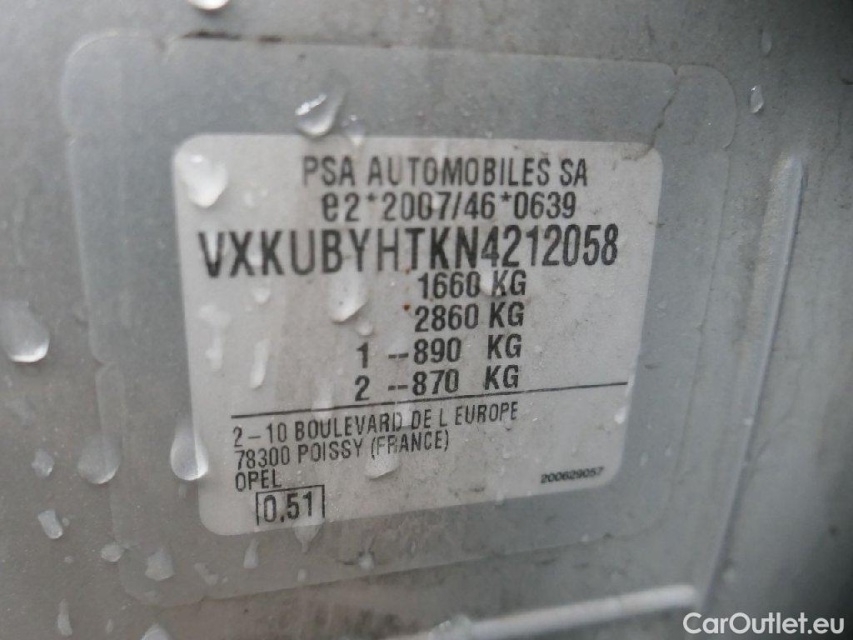 PSA AUTOMOBILES SA
e2*2007/46*0639
VXKUBYHTKN4212058
1660 KG
2860 KG
1 --890 KG
2 --870 KG
2-10 BOULEVARD DE L EUROPE
78300 POISSY (FRANCE)
OPEL
0,51
200629057
CarOutlet.eu